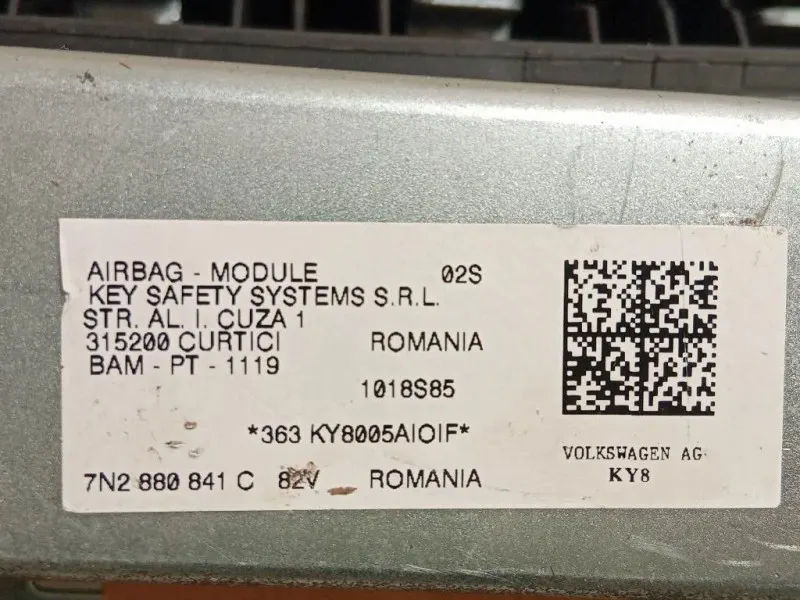 AIRBAG - MODULE 02S
KEY SAFETY SYSTEMS S.R.L.
STR. AL. I. CUZA 1
315200 CURTICI ROMANIA
BAM - PT - 1119
1018S85
*363 KY8005AIOIF*
7N2 880 841 C 82V ROMANIA
VOLKSWAGEN AG
KY8